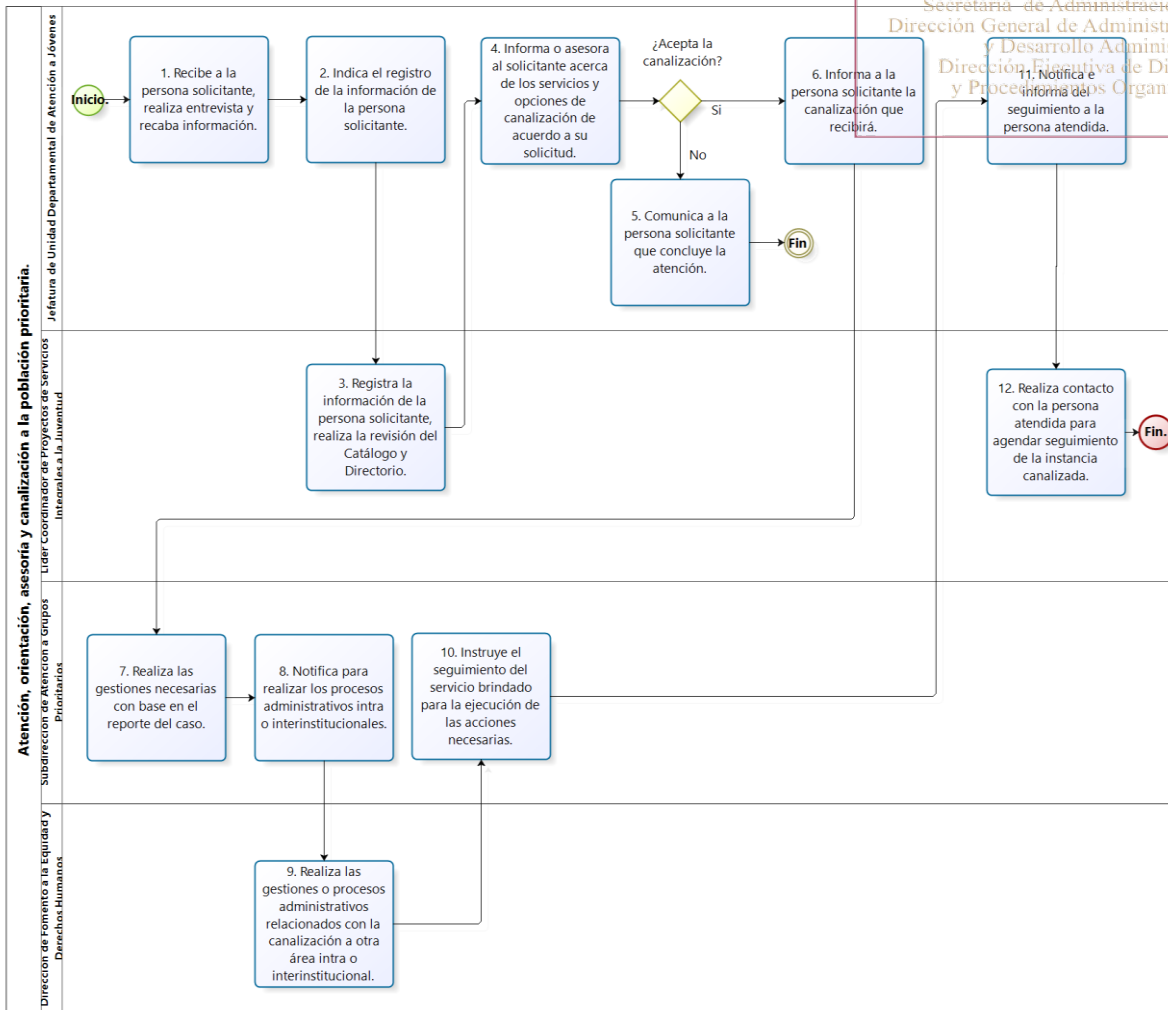 Secretaría de Administració
Dirección General de Administ
y Desarrollo Admini
Dirección Ejecutiva de Di
y Procedimientos Organ
Atención, orientación, asesoría y canalización a la población prioritaria.
Jefatura de Unidad Departamental de Atención a Jóvenes
Inicio.
1. Recibe a la
persona solicitante,
realiza entrevista y
recaba información.
2. Indica el registro
de la información de
la persona
solicitante.
4. Informa o asesora
al solicitante acerca
de los servicios y
opciones de
canalización de
acuerdo a su
solicitud.
¿Acepta la
canalización?
Si
No
5. Comunica a la
persona solicitante
que concluye la
atención.
Fin
6. Informa a la
persona solicitante la
canalización que
recibirá.
11. Notifica e
informa del
seguimiento a la
persona atendida.
Líder Coordinador de Proyectos de Servicios
Integrales a la Juventud
3. Registra la
información de la
persona solicitante,
realiza la revisión del
Catálogo y
Directorio.
12. Realiza contacto
con la persona
atendida para
agendar seguimiento
de la instancia
canalizada.
Fin.
Subdirección de Atención a Grupos
Prioritarios
7. Realiza las
gestiones necesarias
con base en el
reporte del caso.
8. Notifica para
realizar los procesos
administrativos intra
o interinstitucionales.
10. Instruye el
seguimiento del
servicio brindado
para la ejecución de
las acciones
necesarias.
Dirección de Fomento a la Equidad y
Derechos Humanos
9. Realiza las
gestiones o procesos
administrativos
relacionados con la
canalización a otra
área intra o
interinstitucional.